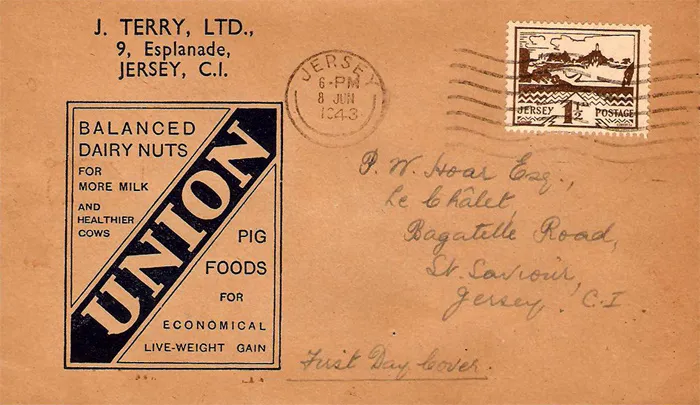 J. TERRY, LTD.,
9, Esplanade,
JERSEY, C.I.
JERSEY
6-PM
8 JUN
1943
JERSEY 1½ᵈ POSTAGE
BALANCED
DAIRY NUTS
FOR
MORE MILK
AND
HEALTHIER
COWS
UNION
PIG
FOODS
FOR
ECONOMICAL
LIVE-WEIGHT GAIN
P. W. Hoar Esq.,
Le Châlet,
Bagatelle Road,
St. Saviour,
Jersey. C.I
First Day Cover.